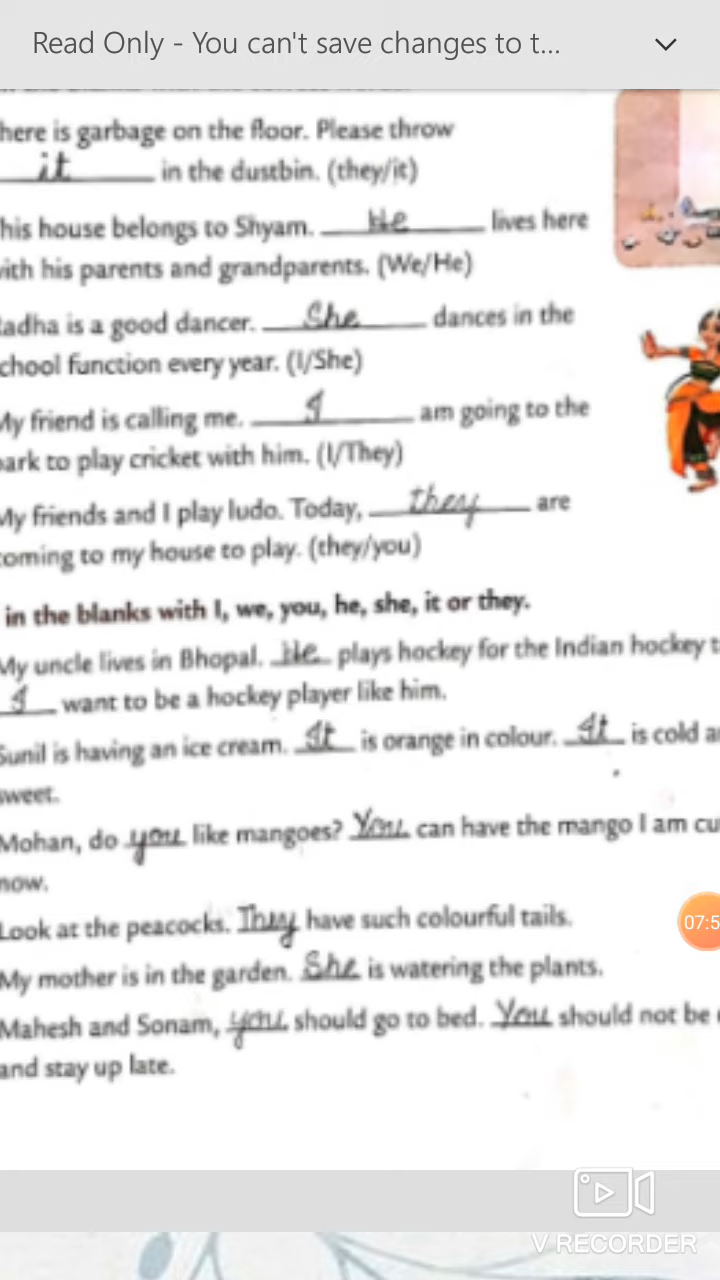 Read Only - You can't save changes to t...
here is garbage on the floor. Please throw
it in the dustbin. (they/it)
his house belongs to Shyam. He lives here
ith his parents and grandparents. (We/He)
adha is a good dancer. She dances in the
chool function every year. (I/She)
My friend is calling me. I am going to the
ark to play cricket with him. (I/They)
My friends and I play ludo. Today, they are
oming to my house to play. (they/you)
in the blanks with I, we, you, he, she, it or they.
My uncle lives in Bhopal. He plays hockey for the Indian hockey t
I want to be a hockey player like him.
Sunil is having an ice cream. It is orange in colour. It is cold a
sweet.
Mohan, do you like mangoes? You can have the mango I am cu
now.
Look at the peacocks. They have such colourful tails.
07:5
My mother is in the garden. She is watering the plants.
Mahesh and Sonam, you should go to bed. You should not be
and stay up late.
V RECORDER